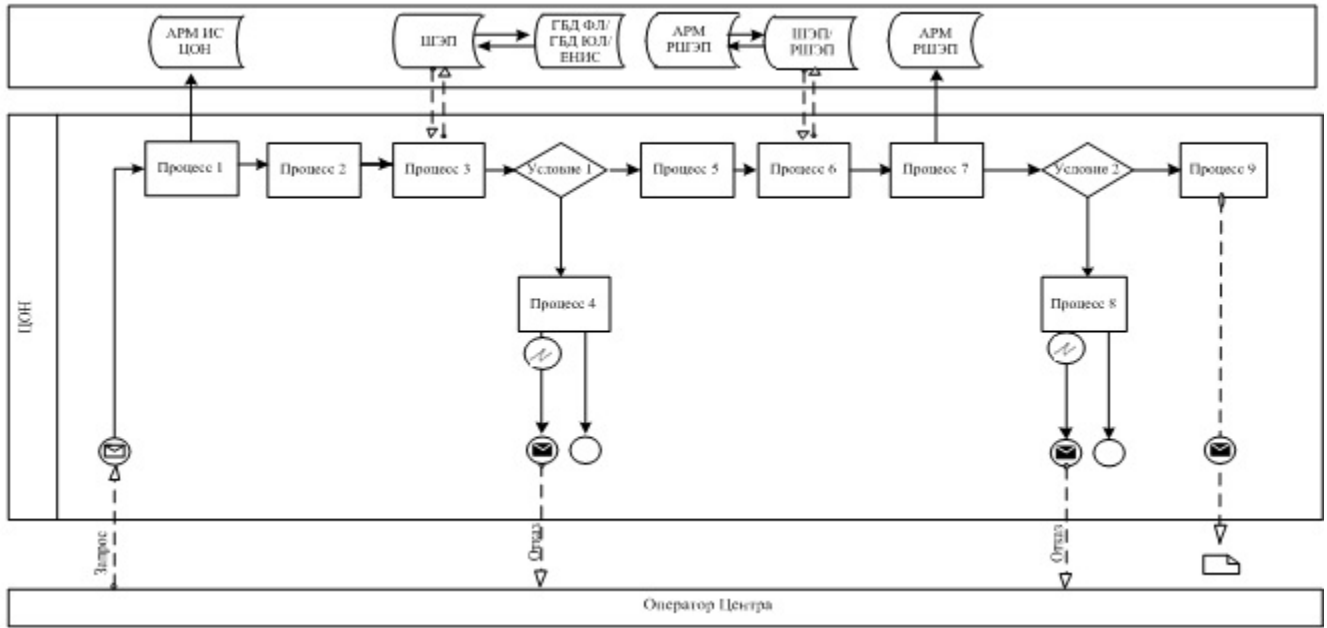 АРМ ИС
ЦОН
ШЭП
ГБД ФЛ/
ГБД ЮЛ/
ЕНИС
АРМ
РШЭП
ШЭП/
РШЭП
АРМ
РШЭП
ЦОН
Процесс 1
Процесс 2
Процесс 3
Условие 1
Процесс 5
Процесс 6
Процесс 7
Условие 2
Процесс 9
Процесс 4
Процесс 8
Запрос
Отказ
Отказ
Оператор Центра